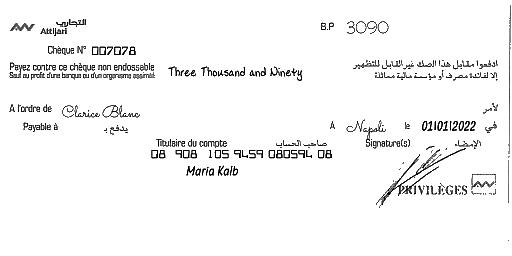 التجاري
Attijari
B.P 3090
Chèque N° 007078
Payez contre ce chèque non endossable
Sauf au profit d'une banque ou d'un organisme assimilé
Three Thousand and Ninety
ادفعوا مقابل هذا الصك غير القابل للتظهير
إلا لفائدة مصرف أو مؤسسة مالية مماثلة
A l'ordre de Clarice Blanc لأمر
Payable à يدفع بـ
A Napoli le 01/01/2022 في
Titulaire du compte صاحب الحساب
Signature(s) الإمضاء
08 908 105 9459 080594 08
Maria Kalb
PRIVILÈGES